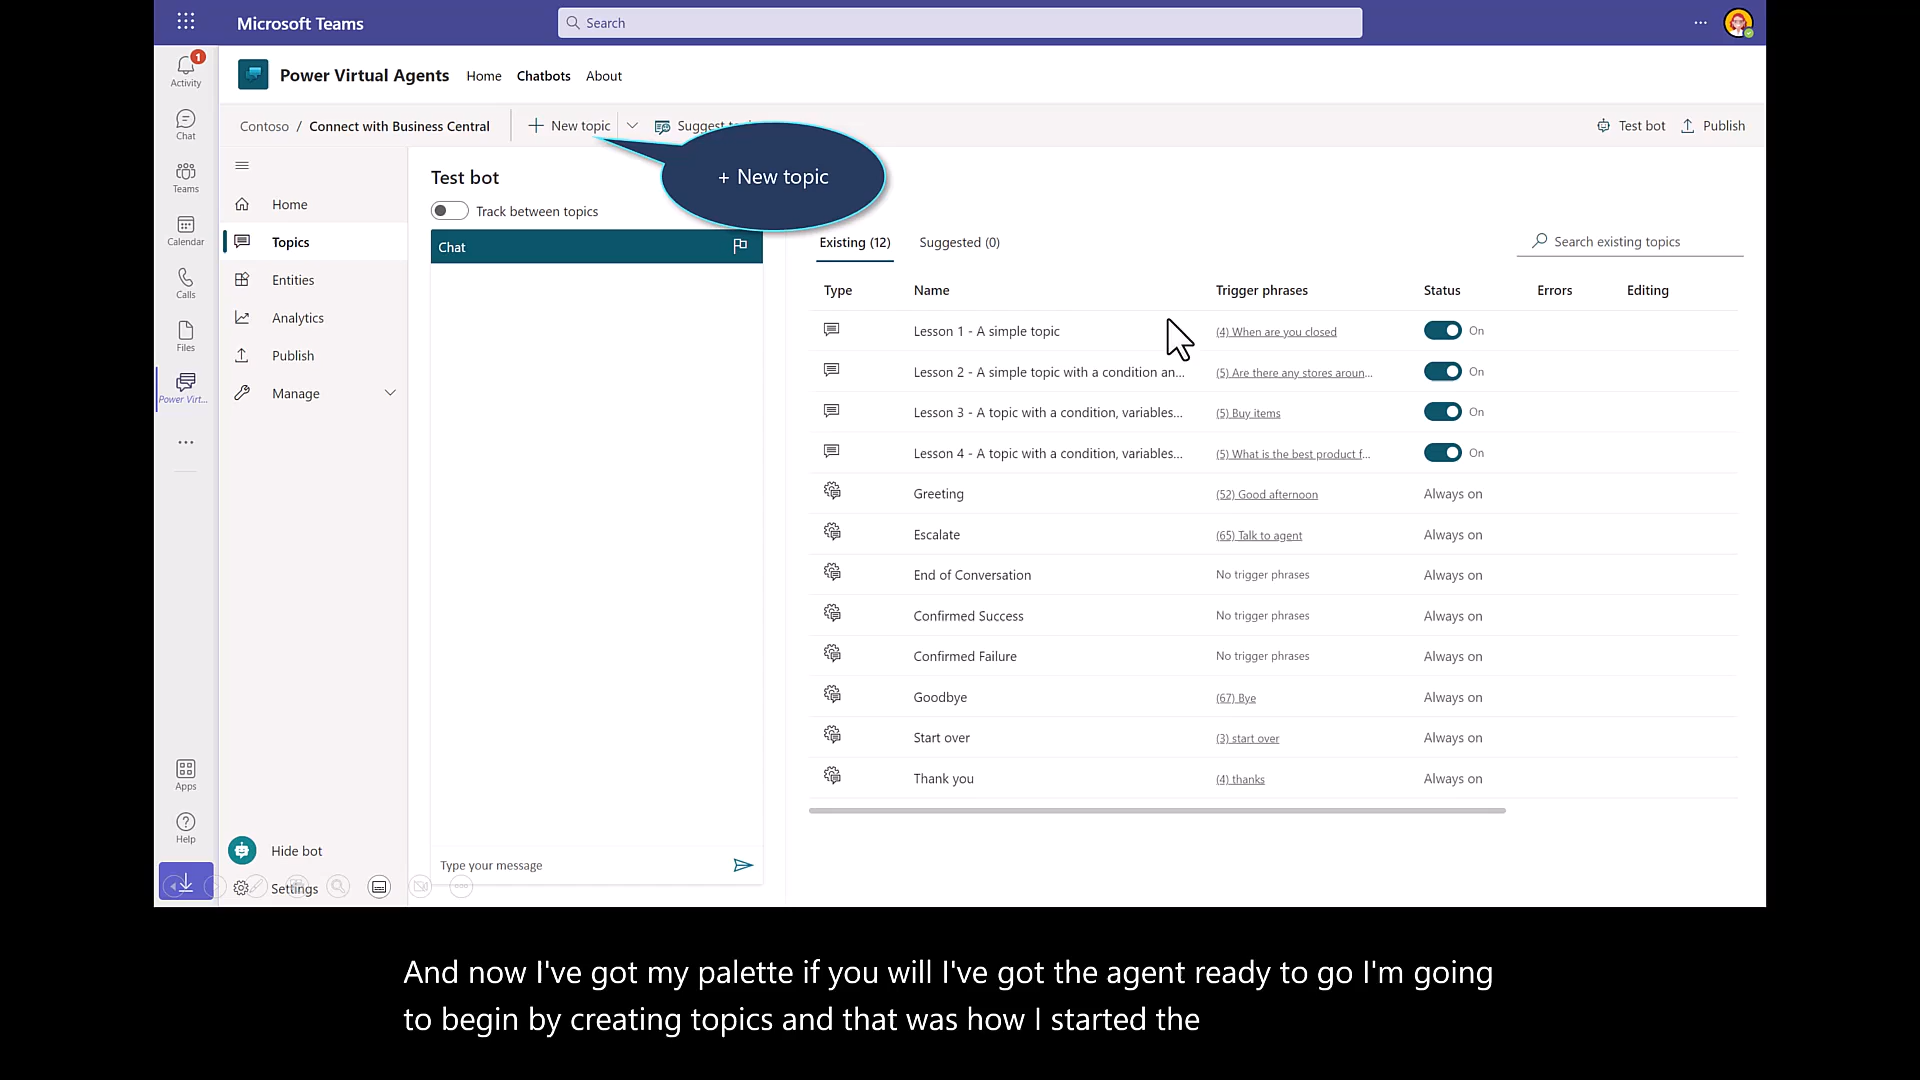 Microsoft Teams
Search
1
Activity
Chat
Teams
Calendar
Calls
Files
Power Virt...
Apps
Help
Power Virtual Agents Home Chatbots About
Contoso / Connect with Business Central
New topic
Suggest
Test bot
Publish
+ New topic
Home
Topics
Entities
Analytics
Publish
Manage
Hide bot
Settings
Test bot
Track between topics
Chat
Type your message
Existing (12) Suggested (0)
Search existing topics
Type Name Trigger phrases Status Errors Editing
Lesson 1 - A simple topic (4) When are you closed On
Lesson 2 - A simple topic with a condition an... (5) Are there any stores aroun... On
Lesson 3 - A topic with a condition, variables... (5) Buy items On
Lesson 4 - A topic with a condition, variables... (5) What is the best product f... On
Greeting (52) Good afternoon Always on
Escalate (65) Talk to agent Always on
End of Conversation No trigger phrases Always on
Confirmed Success No trigger phrases Always on
Confirmed Failure No trigger phrases Always on
Goodbye (67) Bye Always on
Start over (3) start over Always on
Thank you (4) thanks Always on
And now I've got my palette if you will I've got the agent ready to go I'm going
to begin by creating topics and that was how I started the